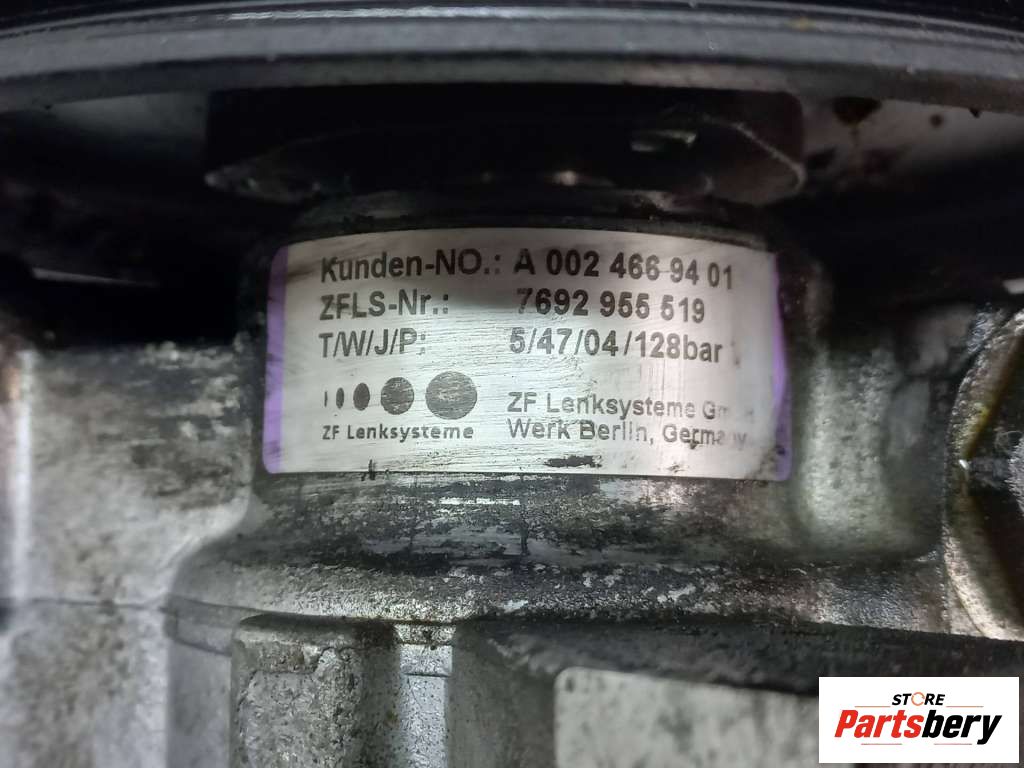 Kunden-NO.: A 002 466 94 01
ZFLS-Nr.: 7692 955 519
T/W/J/P: 5/47/04/128bar
ZF Lenksysteme
ZF Lenksysteme
Werk Berlin, Germany
STORE
Partsbery